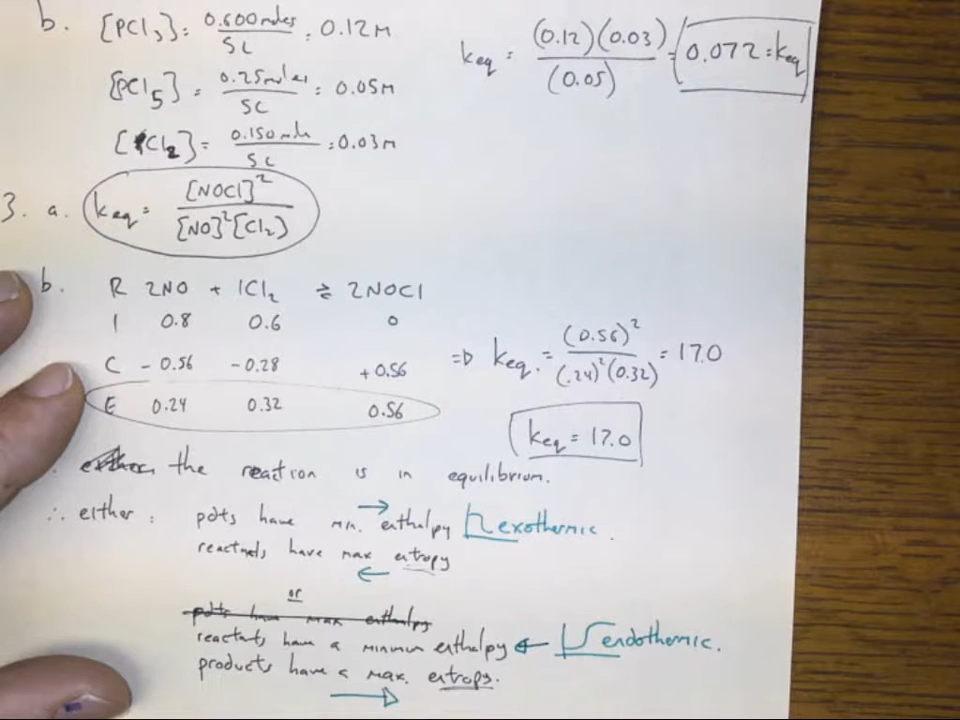 b. [PCl3] = 0.600 moles / 5L = 0.12M
[PCl5] = 0.25 moles / 5L = 0.05M
[Cl2] = 0.150 mole / 5L = 0.03M
keq = (0.12)(0.03) / (0.05) = 0.072 = keq
3. a. keq = [NOCl]² / [NO]²[Cl2]
b. R 2NO + 1Cl2 ⇌ 2NOCl
I 0.8 0.6 0
C - 0.56 - 0.28 + 0.56
E 0.24 0.32 0.56
=> keq. = (0.56)² / (.24)²(0.32) = 17.0
keq = 17.0
the reaction is in equilibrium.
∴ either: pdts have min. enthalpy → exothermic.
reactants have max entropy
←
or
pdts have max enthalpy
reactants have a minimum enthalpy ← endothermic.
products have a max. entropy.
→